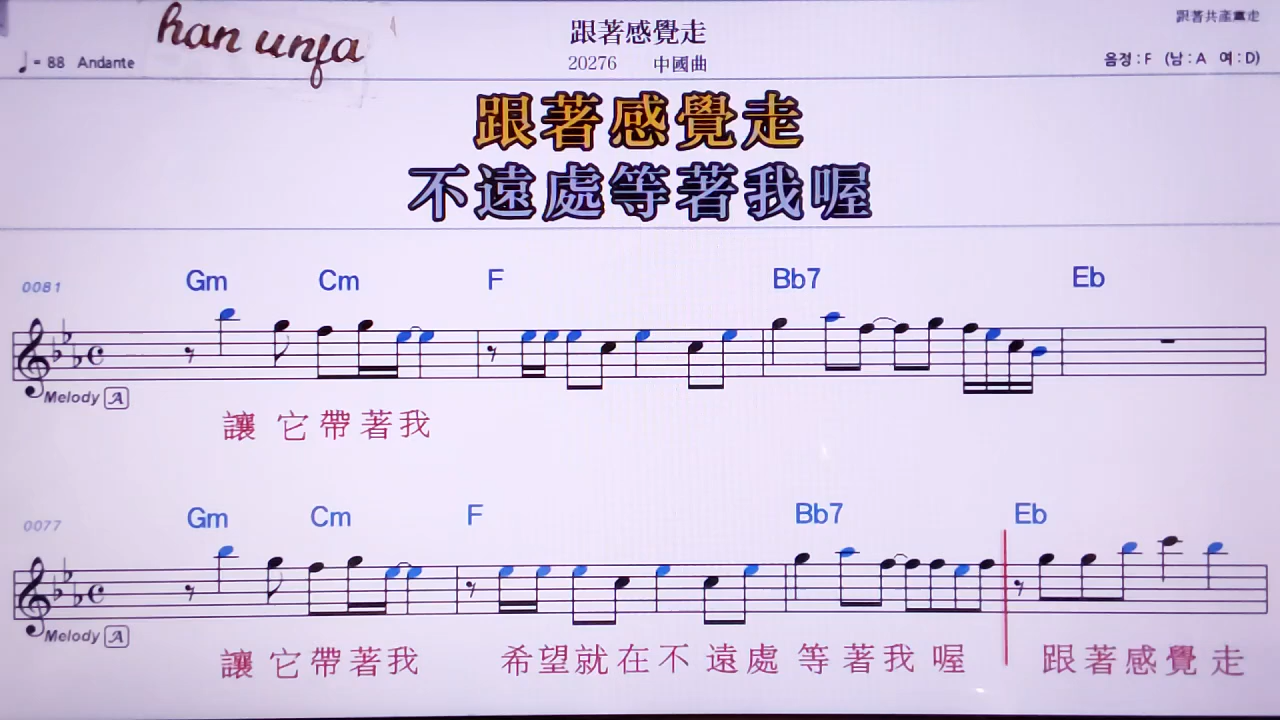 han unfa
跟著感覺走
跟著共產黨走
♩= 88 Andante
20276 中國曲
음정 : F (남 : A 여 : D)
跟著感覺走
不遠處等著我喔
0081 Gm Cm F Bb7 Eb
Melody A
讓它帶著我
0077 Gm Cm F Bb7 Eb
Melody A
讓它帶著我 希望就在不遠處等著我喔 跟著感覺走